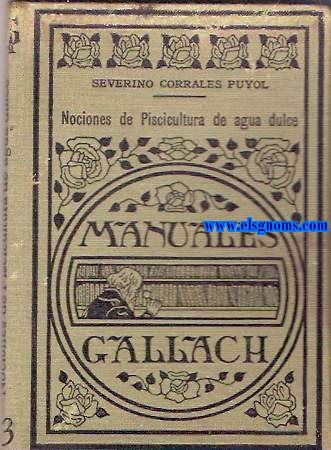 SEVERINO CORRALES PUYOL
Nociones de Piscicultura de agua dulce
www.elsgnoms.com
MANUALES
GALLACH
3